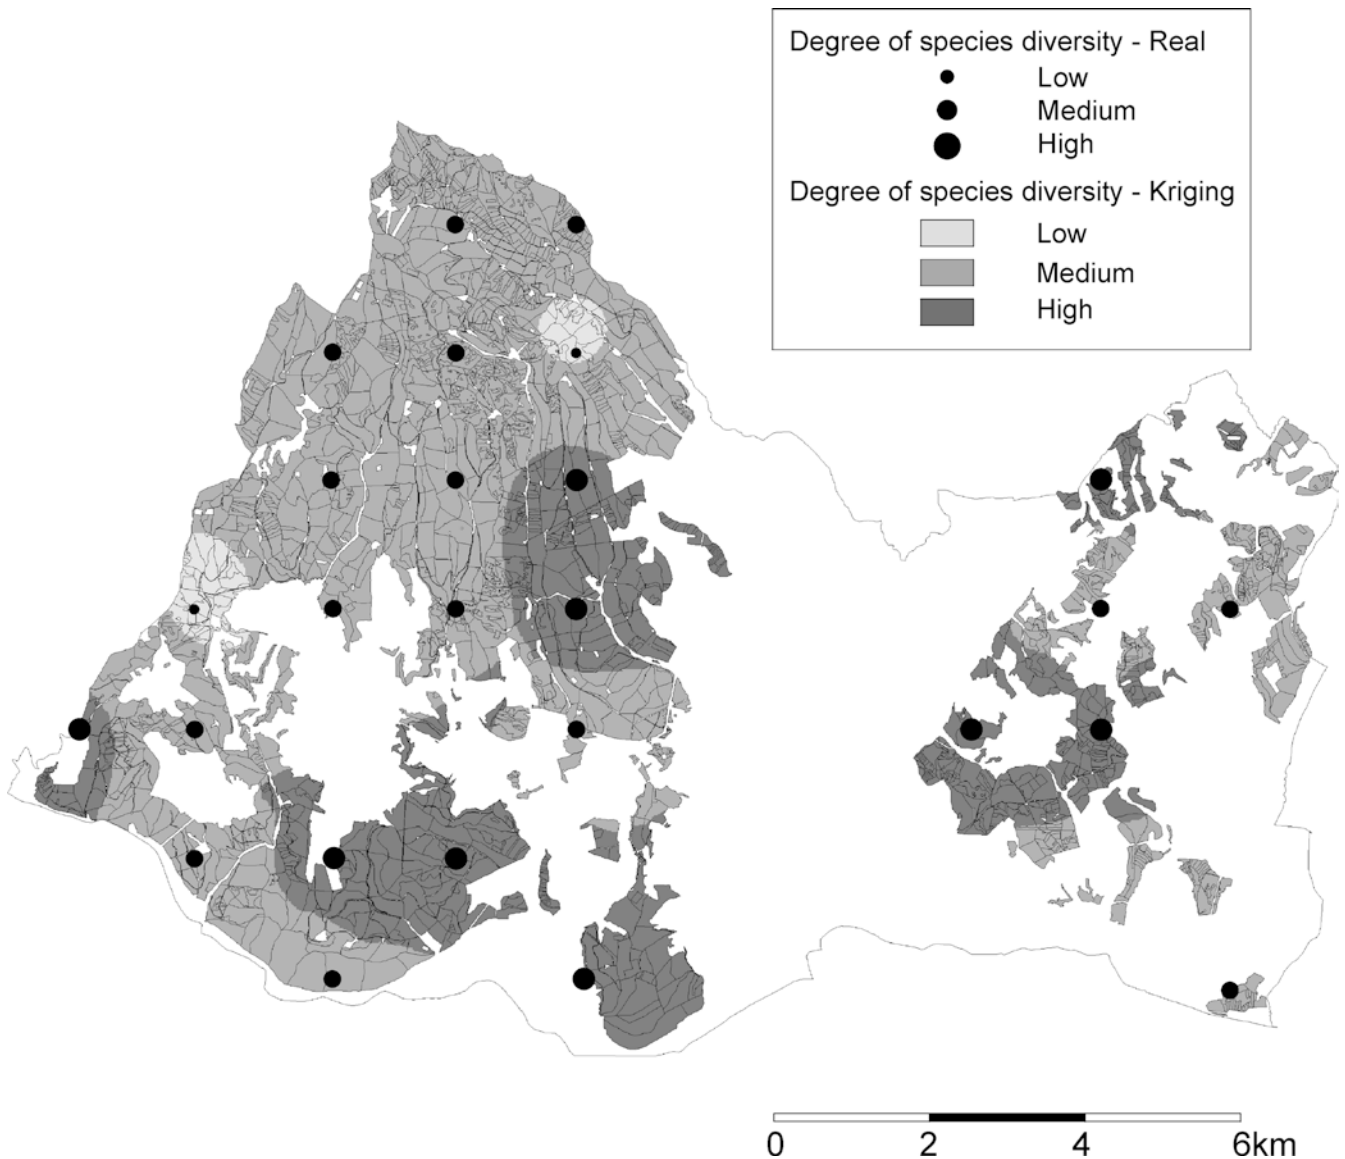 Degree of species diversity - Real
Low
Medium
High
Degree of species diversity - Kriging
Low
Medium
High
0 2 4 6km